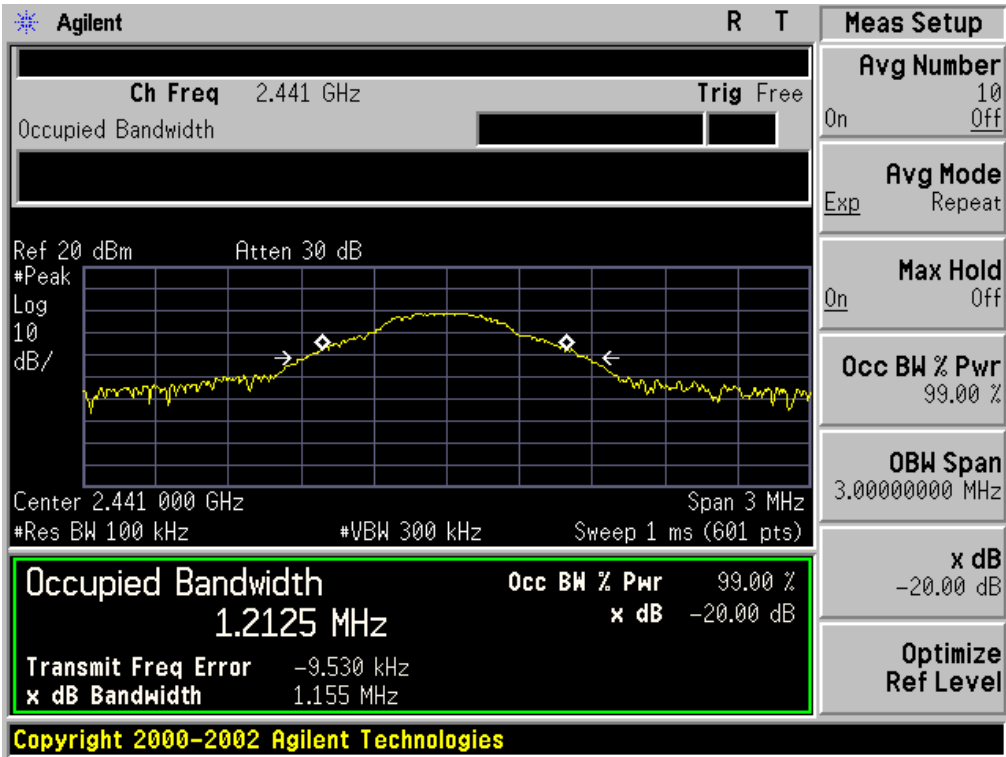 Agilent R T
Ch Freq 2.441 GHz Trig Free
Occupied Bandwidth
Ref 20 dBm Atten 30 dB
#Peak
Log
10
dB/
Center 2.441 000 GHz Span 3 MHz
#Res BW 100 kHz #VBW 300 kHz Sweep 1 ms (601 pts)
Occupied Bandwidth Occ BW % Pwr 99.00 %
1.2125 MHz x dB -20.00 dB
Transmit Freq Error -9.530 kHz
x dB Bandwidth 1.155 MHz
Copyright 2000-2002 Agilent Technologies
Meas Setup
Avg Number
10
On Off
Avg Mode
Exp Repeat
Max Hold
On Off
Occ BW % Pwr
99.00 %
OBW Span
3.00000000 MHz
x dB
-20.00 dB
Optimize
Ref Level